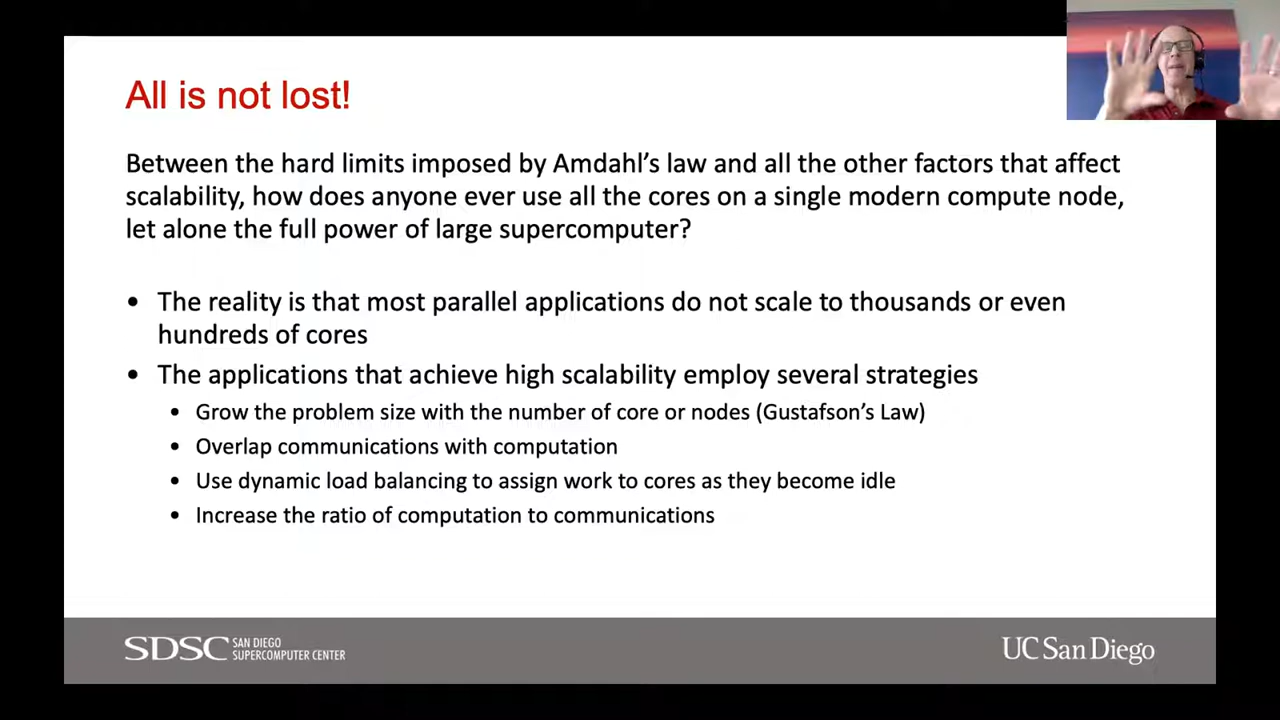 All is not lost!
Between the hard limits imposed by Amdahl’s law and all the other factors that affect
scalability, how does anyone ever use all the cores on a single modern compute node,
let alone the full power of large supercomputer?
• The reality is that most parallel applications do not scale to thousands or even
hundreds of cores
• The applications that achieve high scalability employ several strategies
• Grow the problem size with the number of core or nodes (Gustafson’s Law)
• Overlap communications with computation
• Use dynamic load balancing to assign work to cores as they become idle
• Increase the ratio of computation to communications
SDSC SAN DIEGO
SUPERCOMPUTER CENTER
UC San Diego